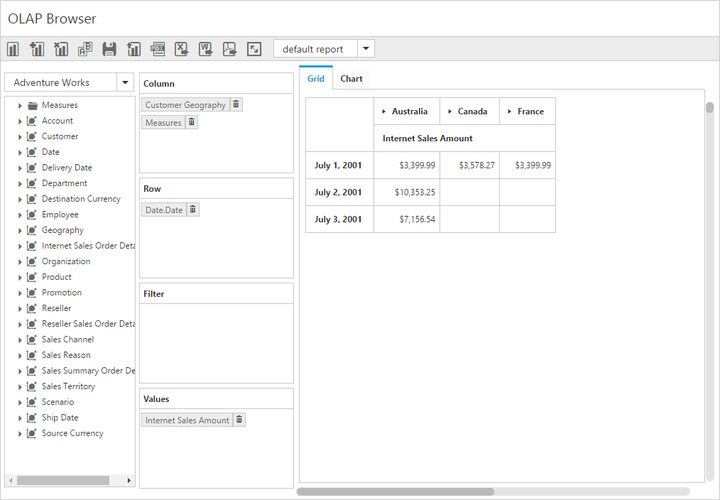 OLAP Browser
default report
Adventure Works
Measures
Account
Customer
Date
Delivery Date
Department
Destination Currency
Employee
Geography
Internet Sales Order Deta
Organization
Product
Promotion
Reseller
Reseller Sales Order Deta
Sales Channel
Sales Reason
Sales Summary Order De
Sales Territory
Scenario
Ship Date
Source Currency
Column
Customer Geography
Measures
Row
Date.Date
Filter
Values
Internet Sales Amount
Grid Chart
Australia Canada France
Internet Sales Amount
July 1, 2001 $3,399.99 $3,578.27 $3,399.99
July 2, 2001 $10,353.25
July 3, 2001 $7,156.54